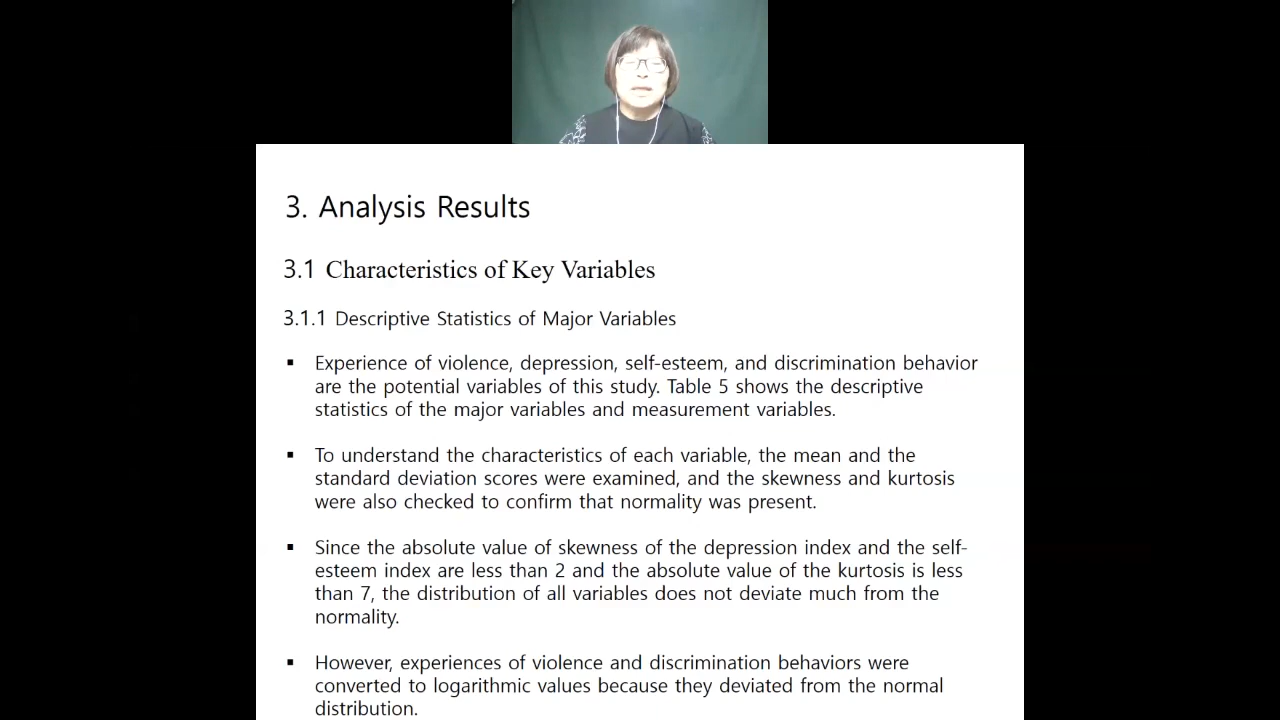 3. Analysis Results
3.1 Characteristics of Key Variables
3.1.1 Descriptive Statistics of Major Variables
▪ Experience of violence, depression, self-esteem, and discrimination behavior
are the potential variables of this study. Table 5 shows the descriptive
statistics of the major variables and measurement variables.
▪ To understand the characteristics of each variable, the mean and the
standard deviation scores were examined, and the skewness and kurtosis
were also checked to confirm that normality was present.
▪ Since the absolute value of skewness of the depression index and the self-
esteem index are less than 2 and the absolute value of the kurtosis is less
than 7, the distribution of all variables does not deviate much from the
normality.
▪ However, experiences of violence and discrimination behaviors were
converted to logarithmic values because they deviated from the normal
distribution.